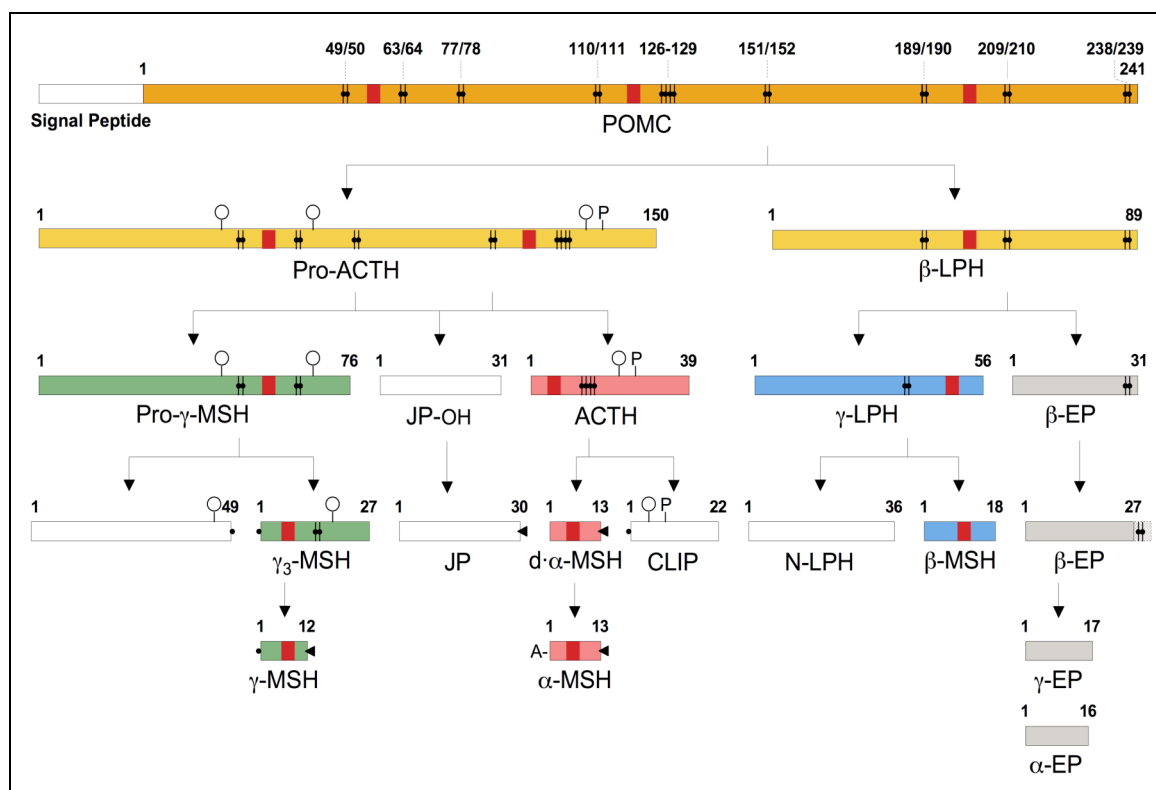 49/50 63/64 77/78 110/111 126-129 151/152 189/190 209/210 238/239
1 241
Signal Peptide
POMC
1 150 1 89
P
Pro-ACTH β-LPH
1 76 1 31 1 39 1 56 1 31
P
Pro-γ-MSH JP-OH ACTH γ-LPH β-EP
1 49 1 27 1 30 1 13 1 22 1 36 1 18 1 27
P
γ3-MSH JP d·α-MSH CLIP N-LPH β-MSH β-EP
1 12 1 13 1 17
A-
γ-MSH α-MSH γ-EP
1 16
α-EP